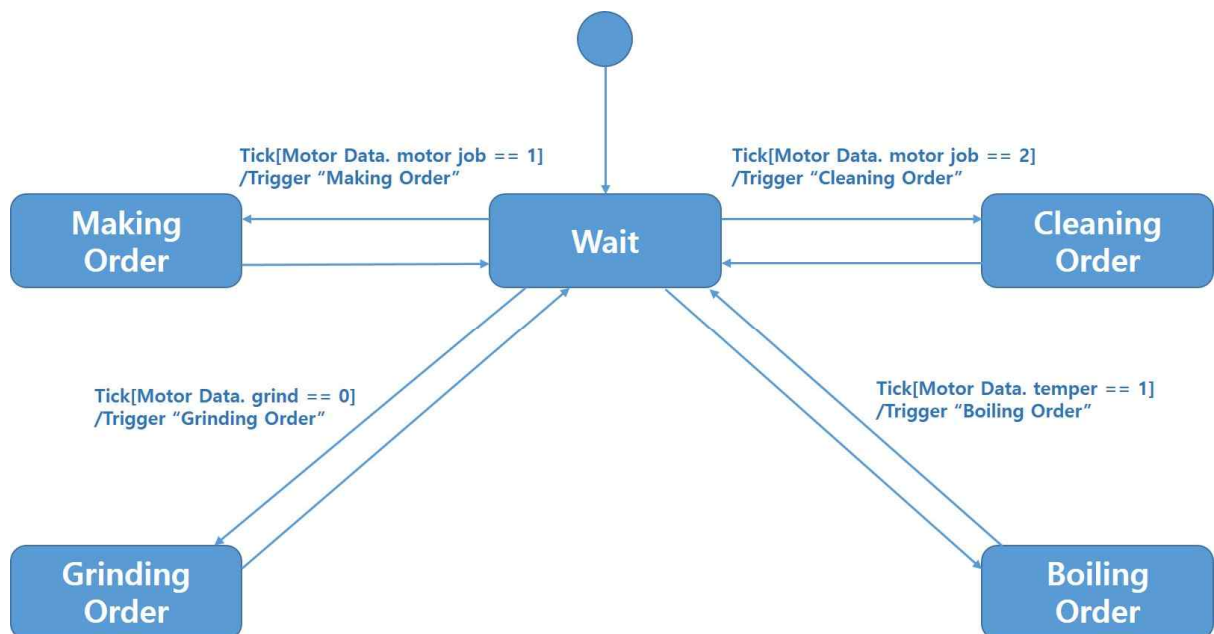 Tick[Motor Data. motor job == 1]
/Trigger “Making Order”
Tick[Motor Data. motor job == 2]
/Trigger “Cleaning Order”
Making
Order
Wait
Cleaning
Order
Tick[Motor Data. grind == 0]
/Trigger “Grinding Order”
Tick[Motor Data. temper == 1]
/Trigger “Boiling Order”
Grinding
Order
Boiling
Order